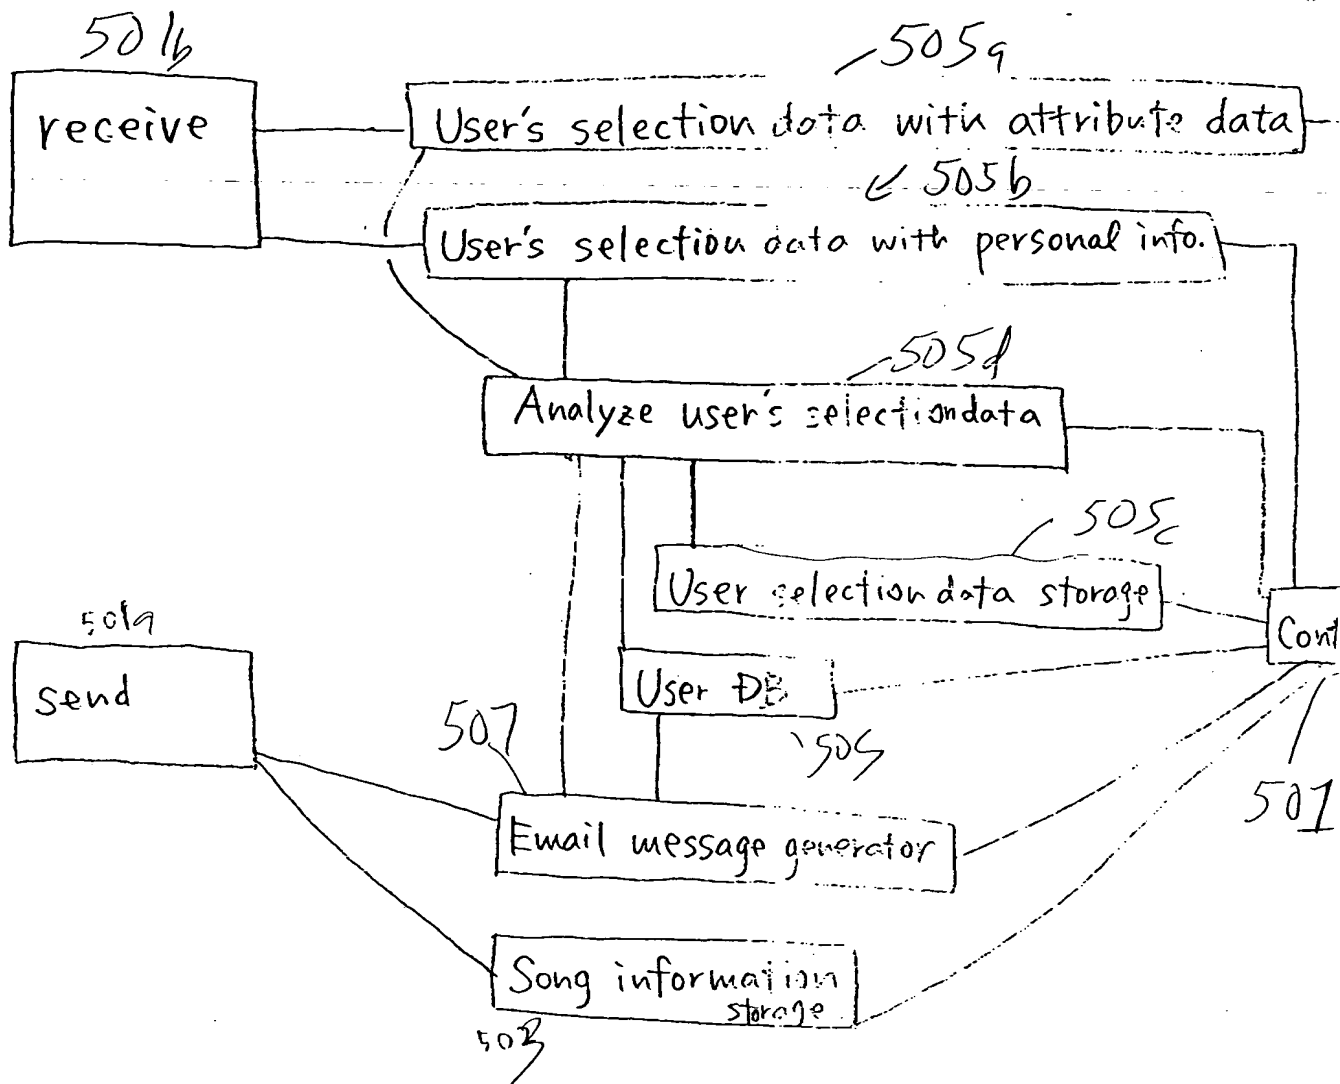 501b
505a
receive
User's selection data with attribute data
505b
User's selection data with personal info.
505d
Analyze user's selection data
505c
User selection data storage
501a
Cont
send
User DB
507
505
501
Email message generator
Song information
storage
503